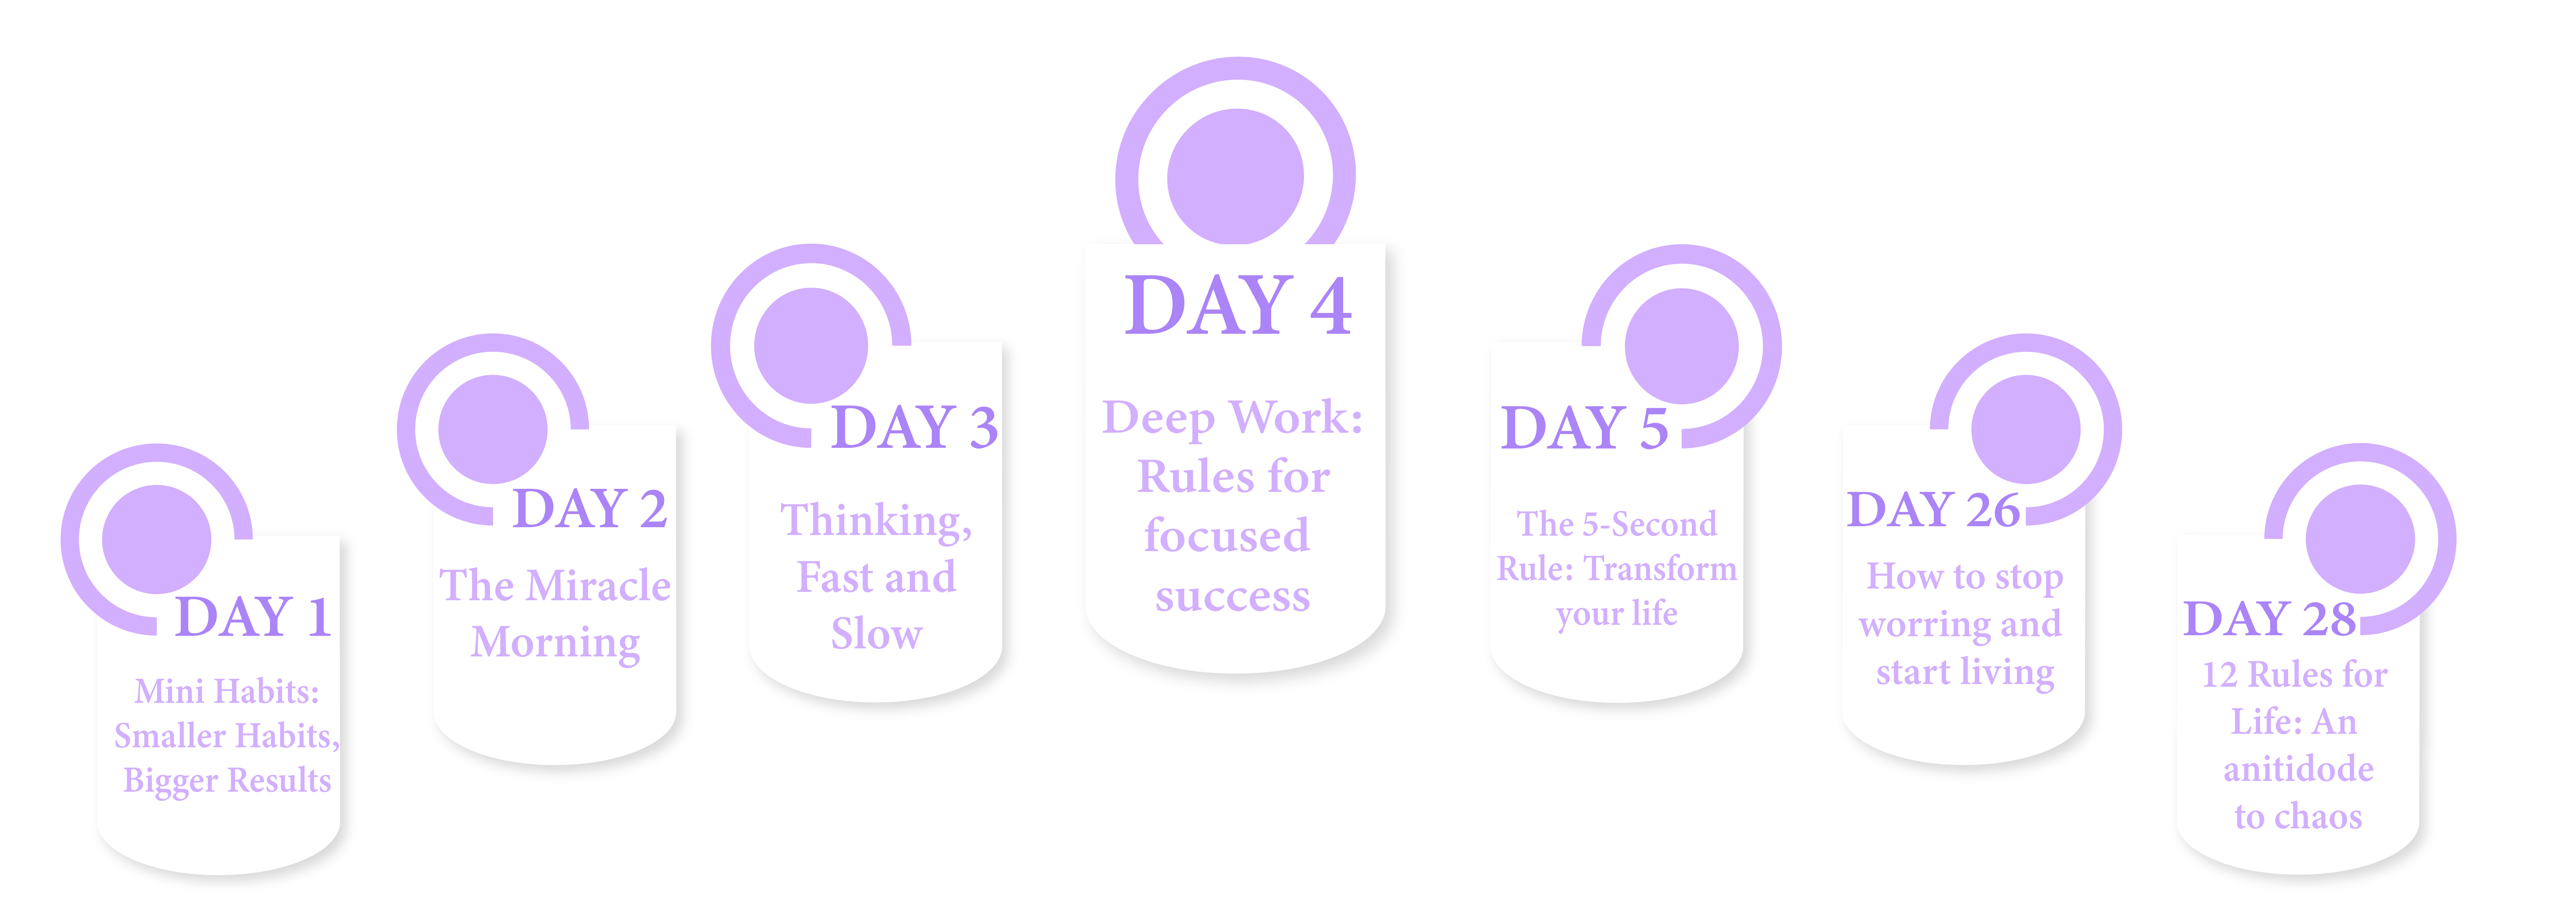 DAY 1
Mini Habits:
Smaller Habits,
Bigger Results
DAY 2
The Miracle
Morning
DAY 3
Thinking,
Fast and
Slow
DAY 4
Deep Work:
Rules for
focused
success
DAY 5
The 5-Second
Rule: Transform
your life
DAY 26
How to stop
worring and
start living
DAY 28
12 Rules for
Life: An
anitidode
to chaos